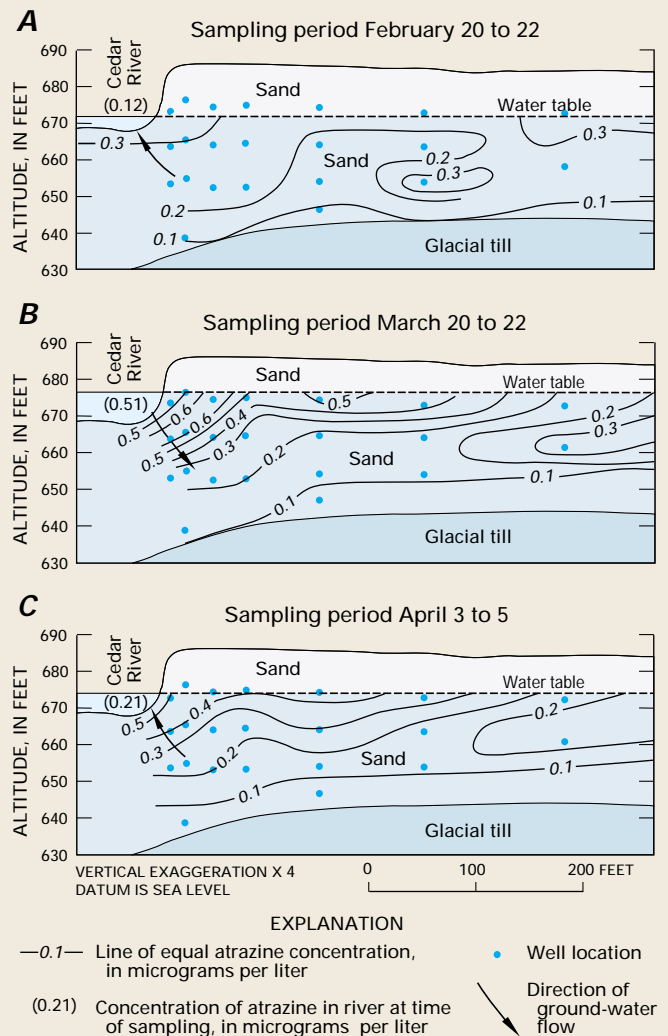 A
Sampling period February 20 to 22
ALTITUDE, IN FEET
690
680
670
660
650
640
630
Cedar
River
(0.12)
Sand
Water table
0.3
0.3
Sand
0.2
0.3
0.2
0.1
0.1
Glacial till
B
Sampling period March 20 to 22
ALTITUDE, IN FEET
690
680
670
660
650
640
630
Cedar
River
(0.51)
Sand
Water table
0.5
0.6
0.6
0.5
0.4
0.3
0.5
0.2
0.2
0.3
Sand
0.1
0.1
Glacial till
C
Sampling period April 3 to 5
ALTITUDE, IN FEET
690
680
670
660
650
640
630
Cedar
River
(0.21)
Sand
Water table
0.5
0.4
0.3
0.2
0.2
Sand
0.1
0.1
Glacial till
VERTICAL EXAGGERATION X 4
DATUM IS SEA LEVEL
0 100 200 FEET
EXPLANATION
—0.1— Line of equal atrazine concentration,
in micrograms per liter
(0.21) Concentration of atrazine in river at time
of sampling, in micrograms per liter
Well location
Direction of
ground-water
flow